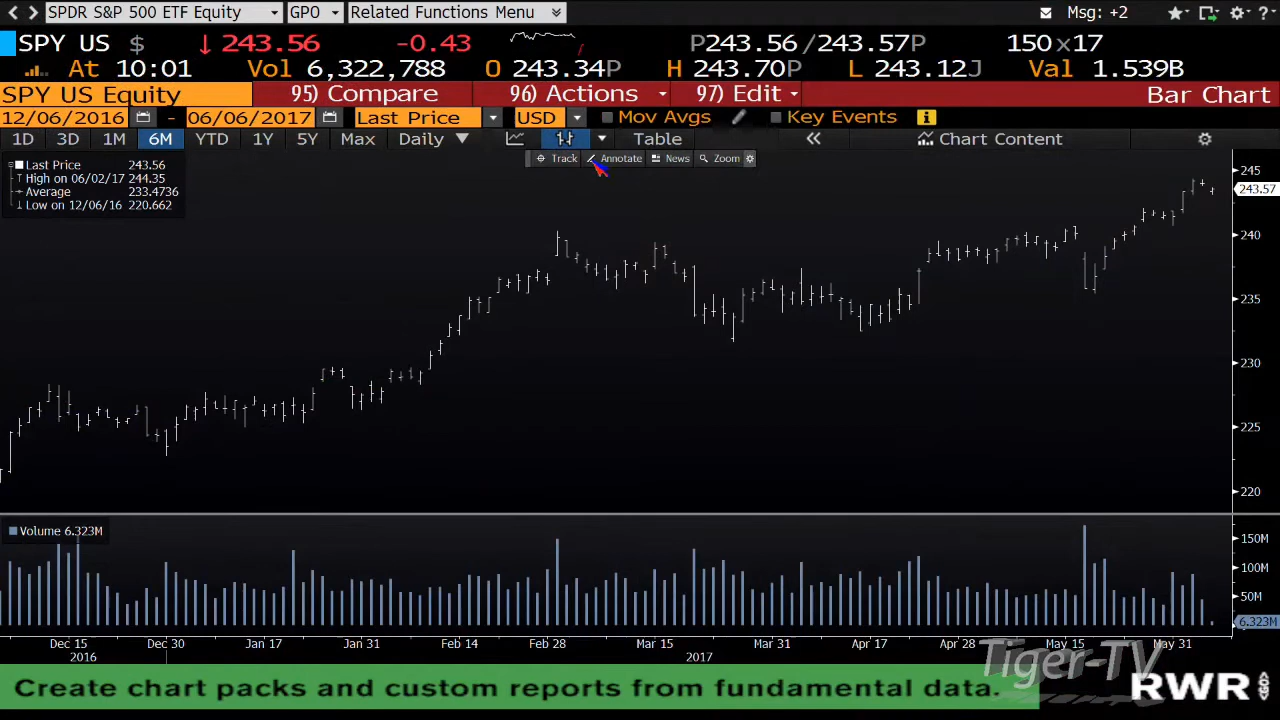 SPDR S&P 500 ETF Equity GPO Related Functions Menu Msg: +2
SPY US $ ↓ 243.56 -0.43 P243.56/243.57P 150x17
At 10:01 Vol 6,322,788 O 243.34P H 243.70P L 243.12J Val 1.539B
SPY US Equity 95) Compare 96) Actions 97) Edit Bar Chart
12/06/2016 - 06/06/2017 Last Price USD Mov Avgs Key Events
1D 3D 1M 6M YTD 1Y 5Y Max Daily ▼ Table « Chart Content
Track Annotate News Zoom
Last Price 243.56
High on 06/02/17 244.35
Average 233.4736
Low on 12/06/16 220.662
245
243.57
240
235
230
225
220
Volume 6.323M
150M
100M
50M
6.323M
Dec 15 Dec 30 Jan 17 Jan 31 Feb 14 Feb 28 Mar 15 Mar 31 Apr 17 Apr 28 May 15 May 31
2016 2017
Tiger-TV
Create chart packs and custom reports from fundamental data.
RWR